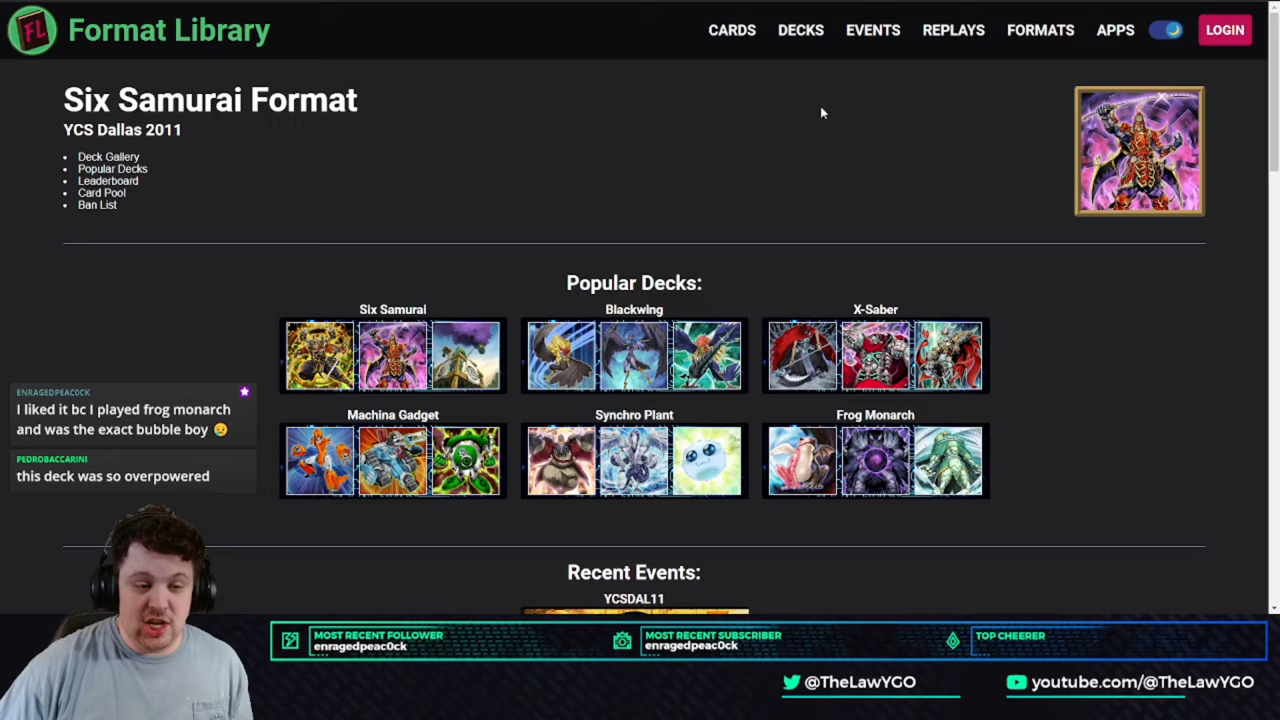 FL Format Library
CARDS DECKS EVENTS REPLAYS FORMATS APPS LOGIN
Six Samurai Format
YCS Dallas 2011
Deck Gallery
Popular Decks
Leaderboard
Card Pool
Ban List
Popular Decks:
Six Samurai Blackwing X-Saber
Machina Gadget Synchro Plant Frog Monarch
ENRAGEDPEAC0CK
I liked it bc I played frog monarch
and was the exact bubble boy 😥
PEDROBACCARINI
this deck was so overpowered
Recent Events:
YCSDAL11
MOST RECENT FOLLOWER
enragedpeac0ck
MOST RECENT SUBSCRIBER
enragedpeac0ck
TOP CHEERER
@TheLawYGO
youtube.com/@TheLawYGO